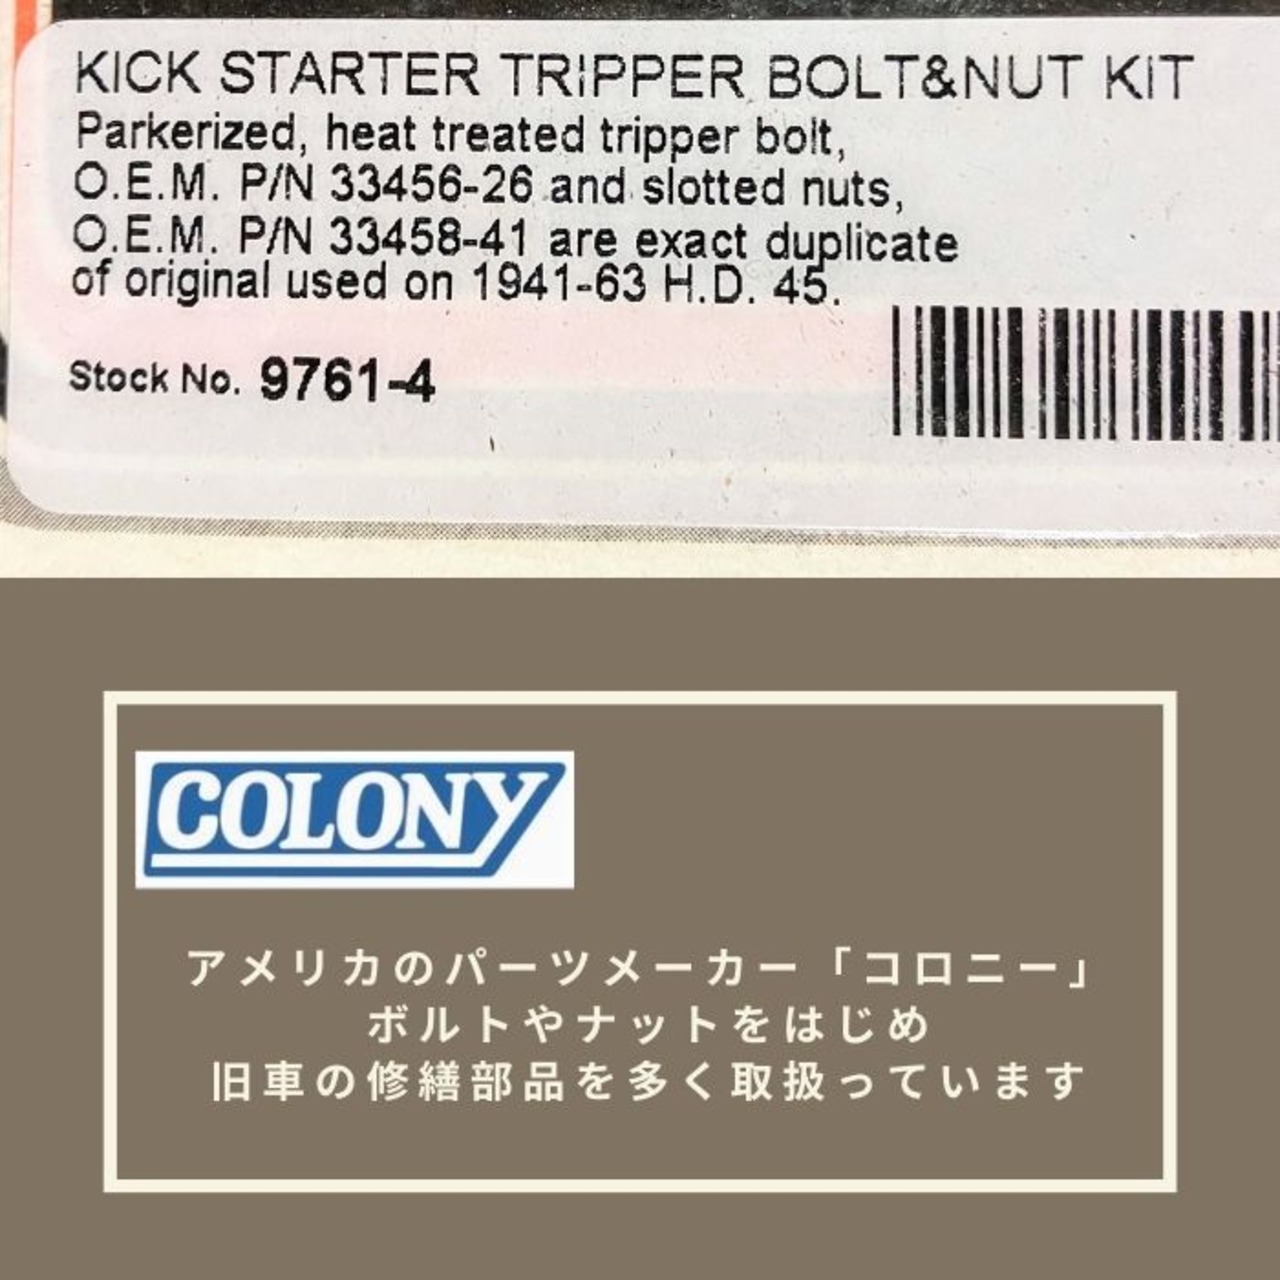 KICK STARTER TRIPPER BOLT&NUT KIT
Parkerized, heat treated tripper bolt,
O.E.M. P/N 33456-26 and slotted nuts,
O.E.M. P/N 33458-41 are exact duplicate
of original used on 1941-63 H.D. 45.
Stock No. 9761-4
COLONY
アメリカのパーツメーカー「コロニー」
ボルトやナットをはじめ
旧車の修繕部品を多く取扱っています